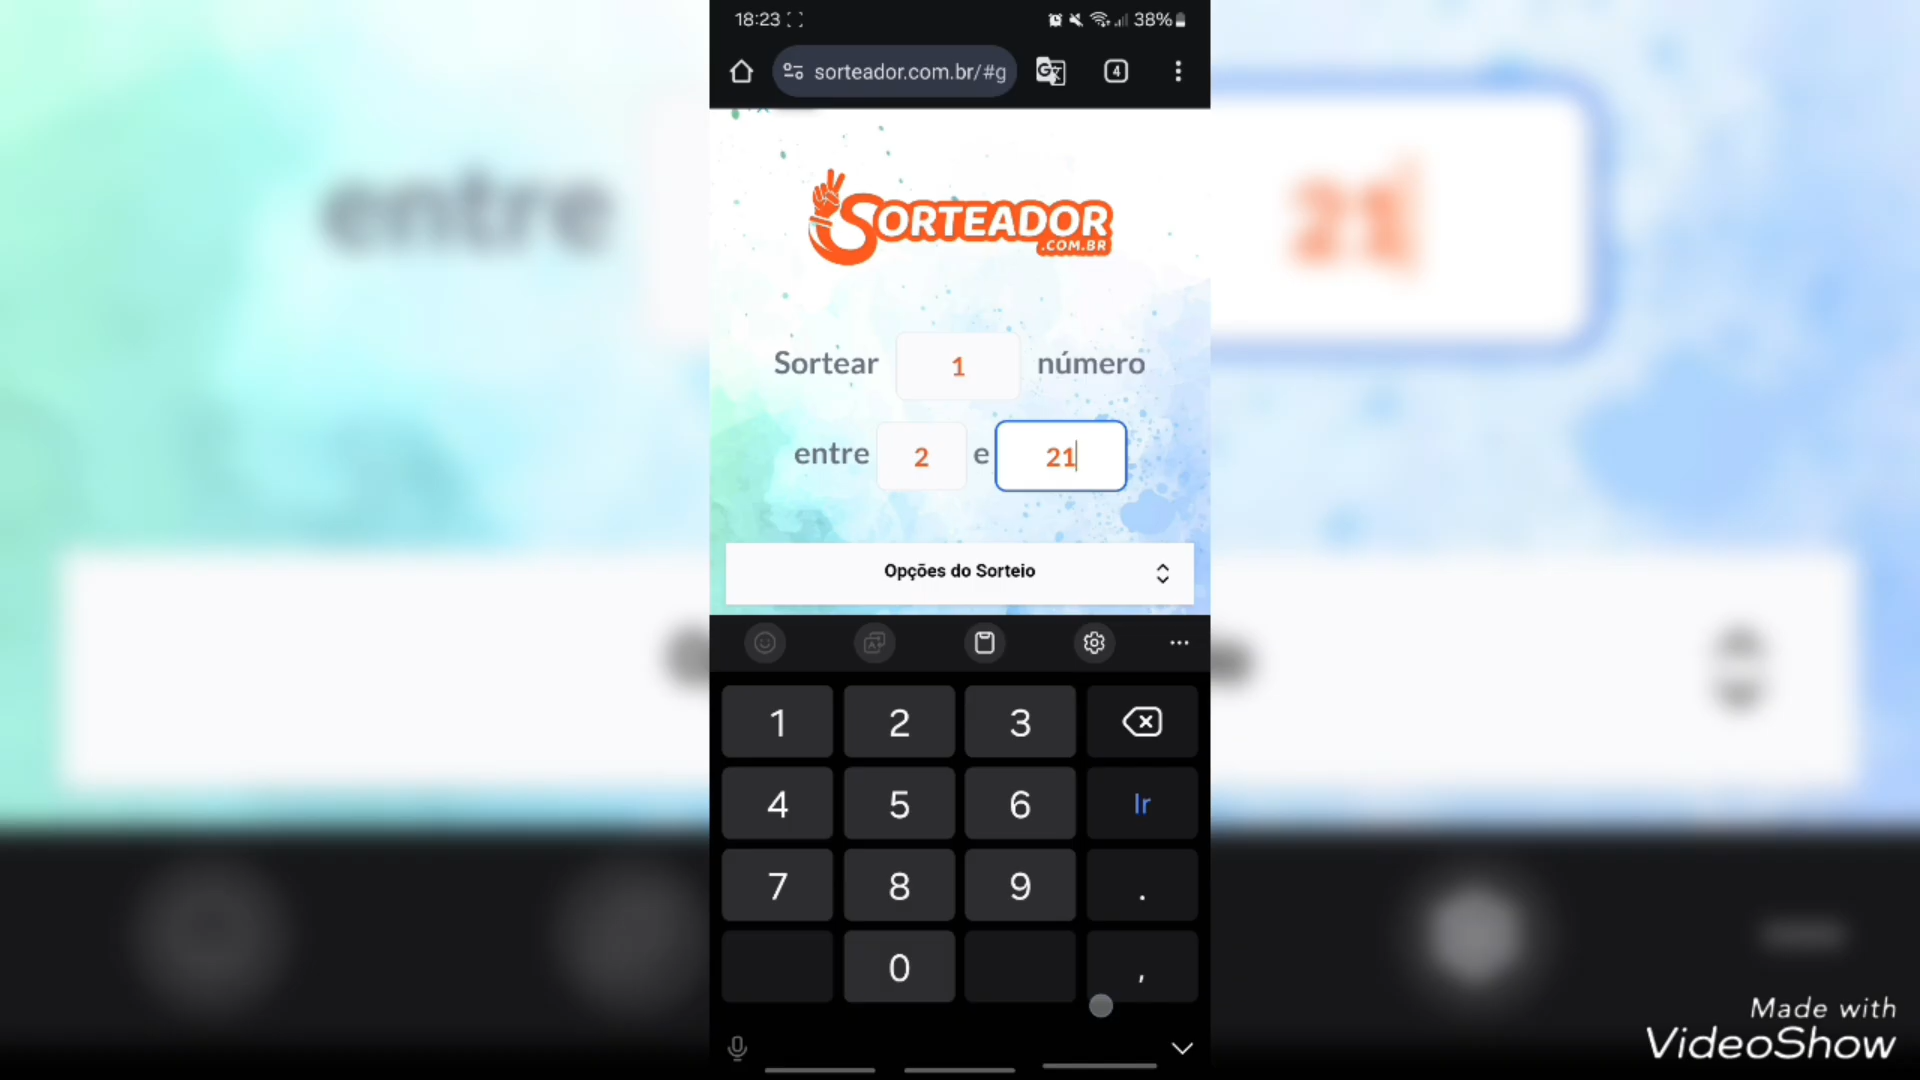 18:23
38%
sorteador.com.br/#g
4
SORTEADOR
.COM.BR
Sortear 1 número
entre 2 e 21
entre 21
Opções do Sorteio
1 2 3
4 5 6 Ir
7 8 9 .
0 ,
Made with
VideoShow